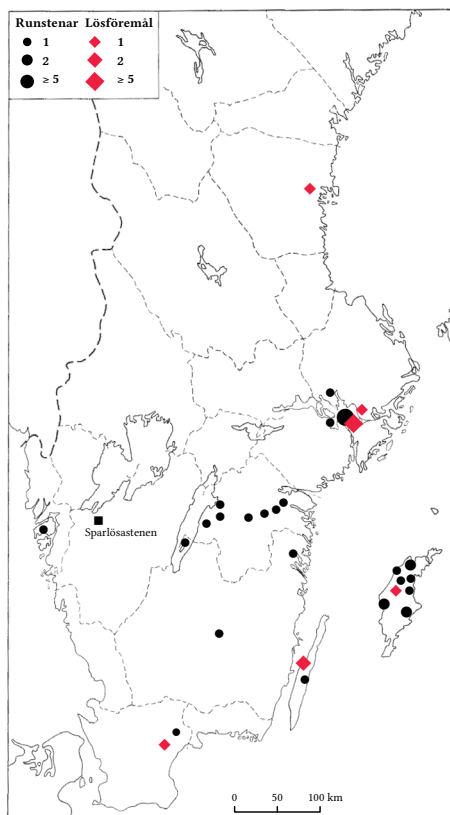 Runstenar Lösföremål
1 1
2 2
≥ 5 ≥ 5
Sparlösastenen
0 50 100 km